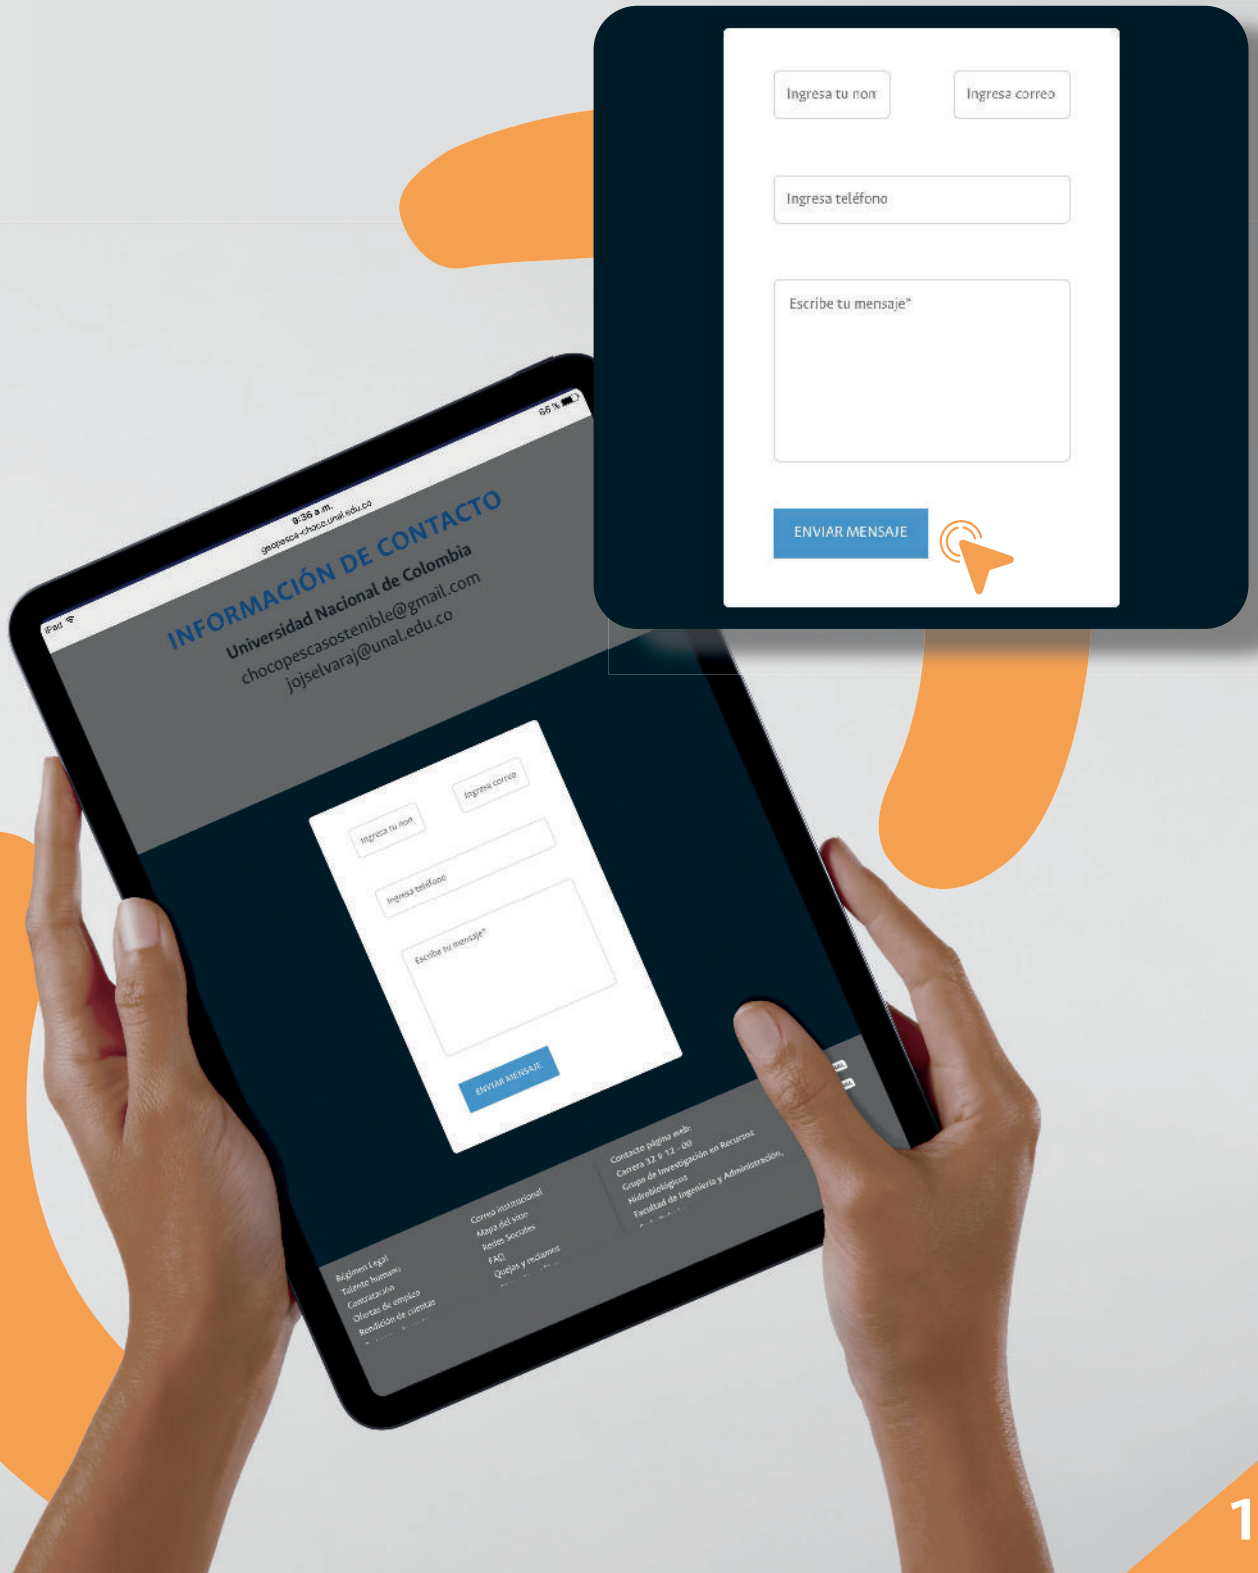 Ingresa tu nom
Ingresa correo
Ingresa teléfono
Escribe tu mensaje*
ENVIAR MENSAJE
iPad
9:36 a.m.
66 %
geopesca-choco.unal.edu.co
INFORMACIÓN DE CONTACTO
Universidad Nacional de Colombia
chocopescasostenible@gmail.com
jojselvaraj@unal.edu.co
Ingresa tu nom
Ingresa correo
Ingresa teléfono
Escribe tu mensaje*
ENVIAR MENSAJE
Régimen Legal
Talento humano
Contratación
Ofertas de empleo
Rendición de cuentas
Correo institucional
Mapa del sitio
Redes Sociales
FAQ
Quejas y reclamos
Contacto página web:
Carrera 32 # 12 - 00
Grupo de Investigación en Recursos
Hidrobiológicos
Facultad de Ingeniería y Administración,
1